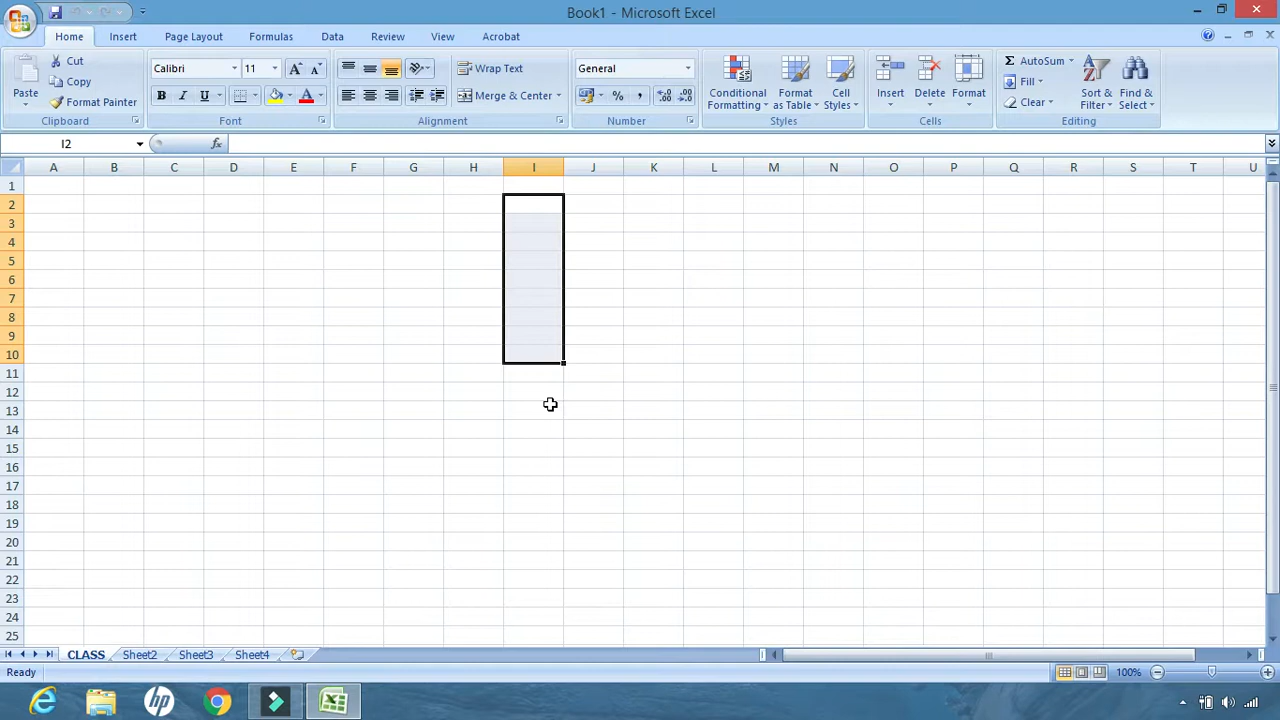 Book1 - Microsoft Excel
Home Insert Page Layout Formulas Data Review View Acrobat
Paste
Cut
Copy
Format Painter
Clipboard
Calibri 11
B I U
Font
Wrap Text
Merge & Center
Alignment
General
% ,
Number
Conditional Formatting
Format as Table
Cell Styles
Styles
Insert
Delete
Format
Cells
Σ AutoSum
Fill
Clear
Sort & Filter
Find & Select
Editing
I2
fx
A B C D E F G H I J K L M N O P Q R S T U
1
2
3
4
5
6
7
8
9
10
11
12
13
14
15
16
17
18
19
20
21
22
23
24
25
CLASS Sheet2 Sheet3 Sheet4
Ready
100%